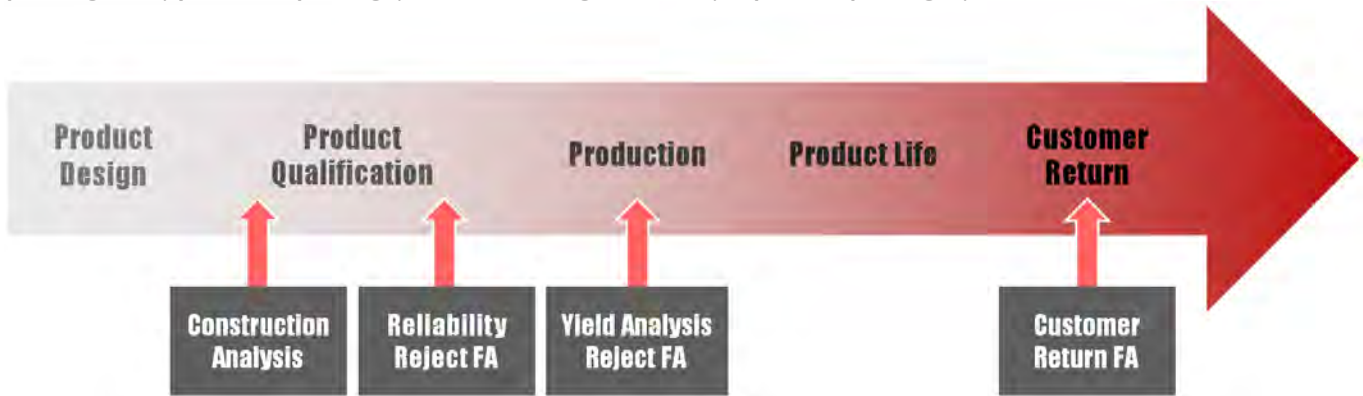 Product
Design
Product
Qualification
Production
Product Life
Customer
Return
Construction
Analysis
Reliability
Reject FA
Yield Analysis
Reject FA
Customer
Return FA